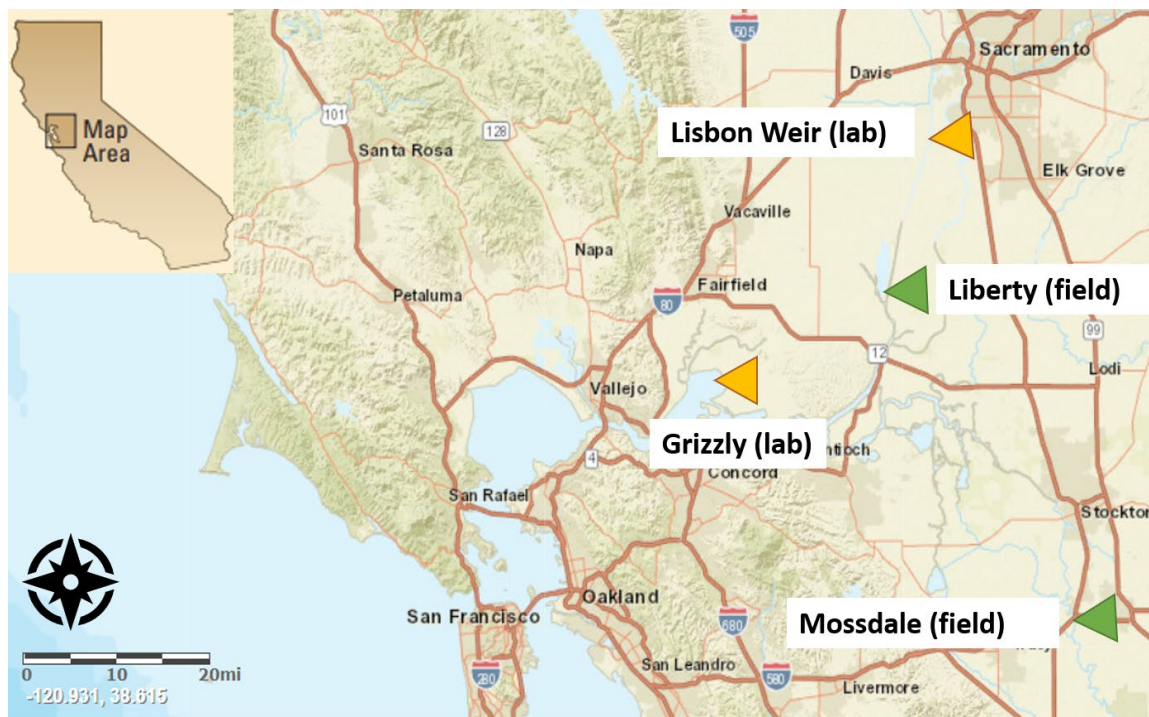 505
Sacramento
Davis
Map
Area
101
128
Lisbon Weir (lab)
Santa Rosa
Elk Grove
Vacaville
Napa
Fairfield
Liberty (field)
Petaluma
80
99
12
Lodi
Vallejo
Grizzly (lab)
ntioch
4
Concord
San Rafael
Stockton
Oakland
San Francisco
680
Mossdale (field)
San Leandro
0 10 20mi
280
580
Livermore
-120.931, 38.615